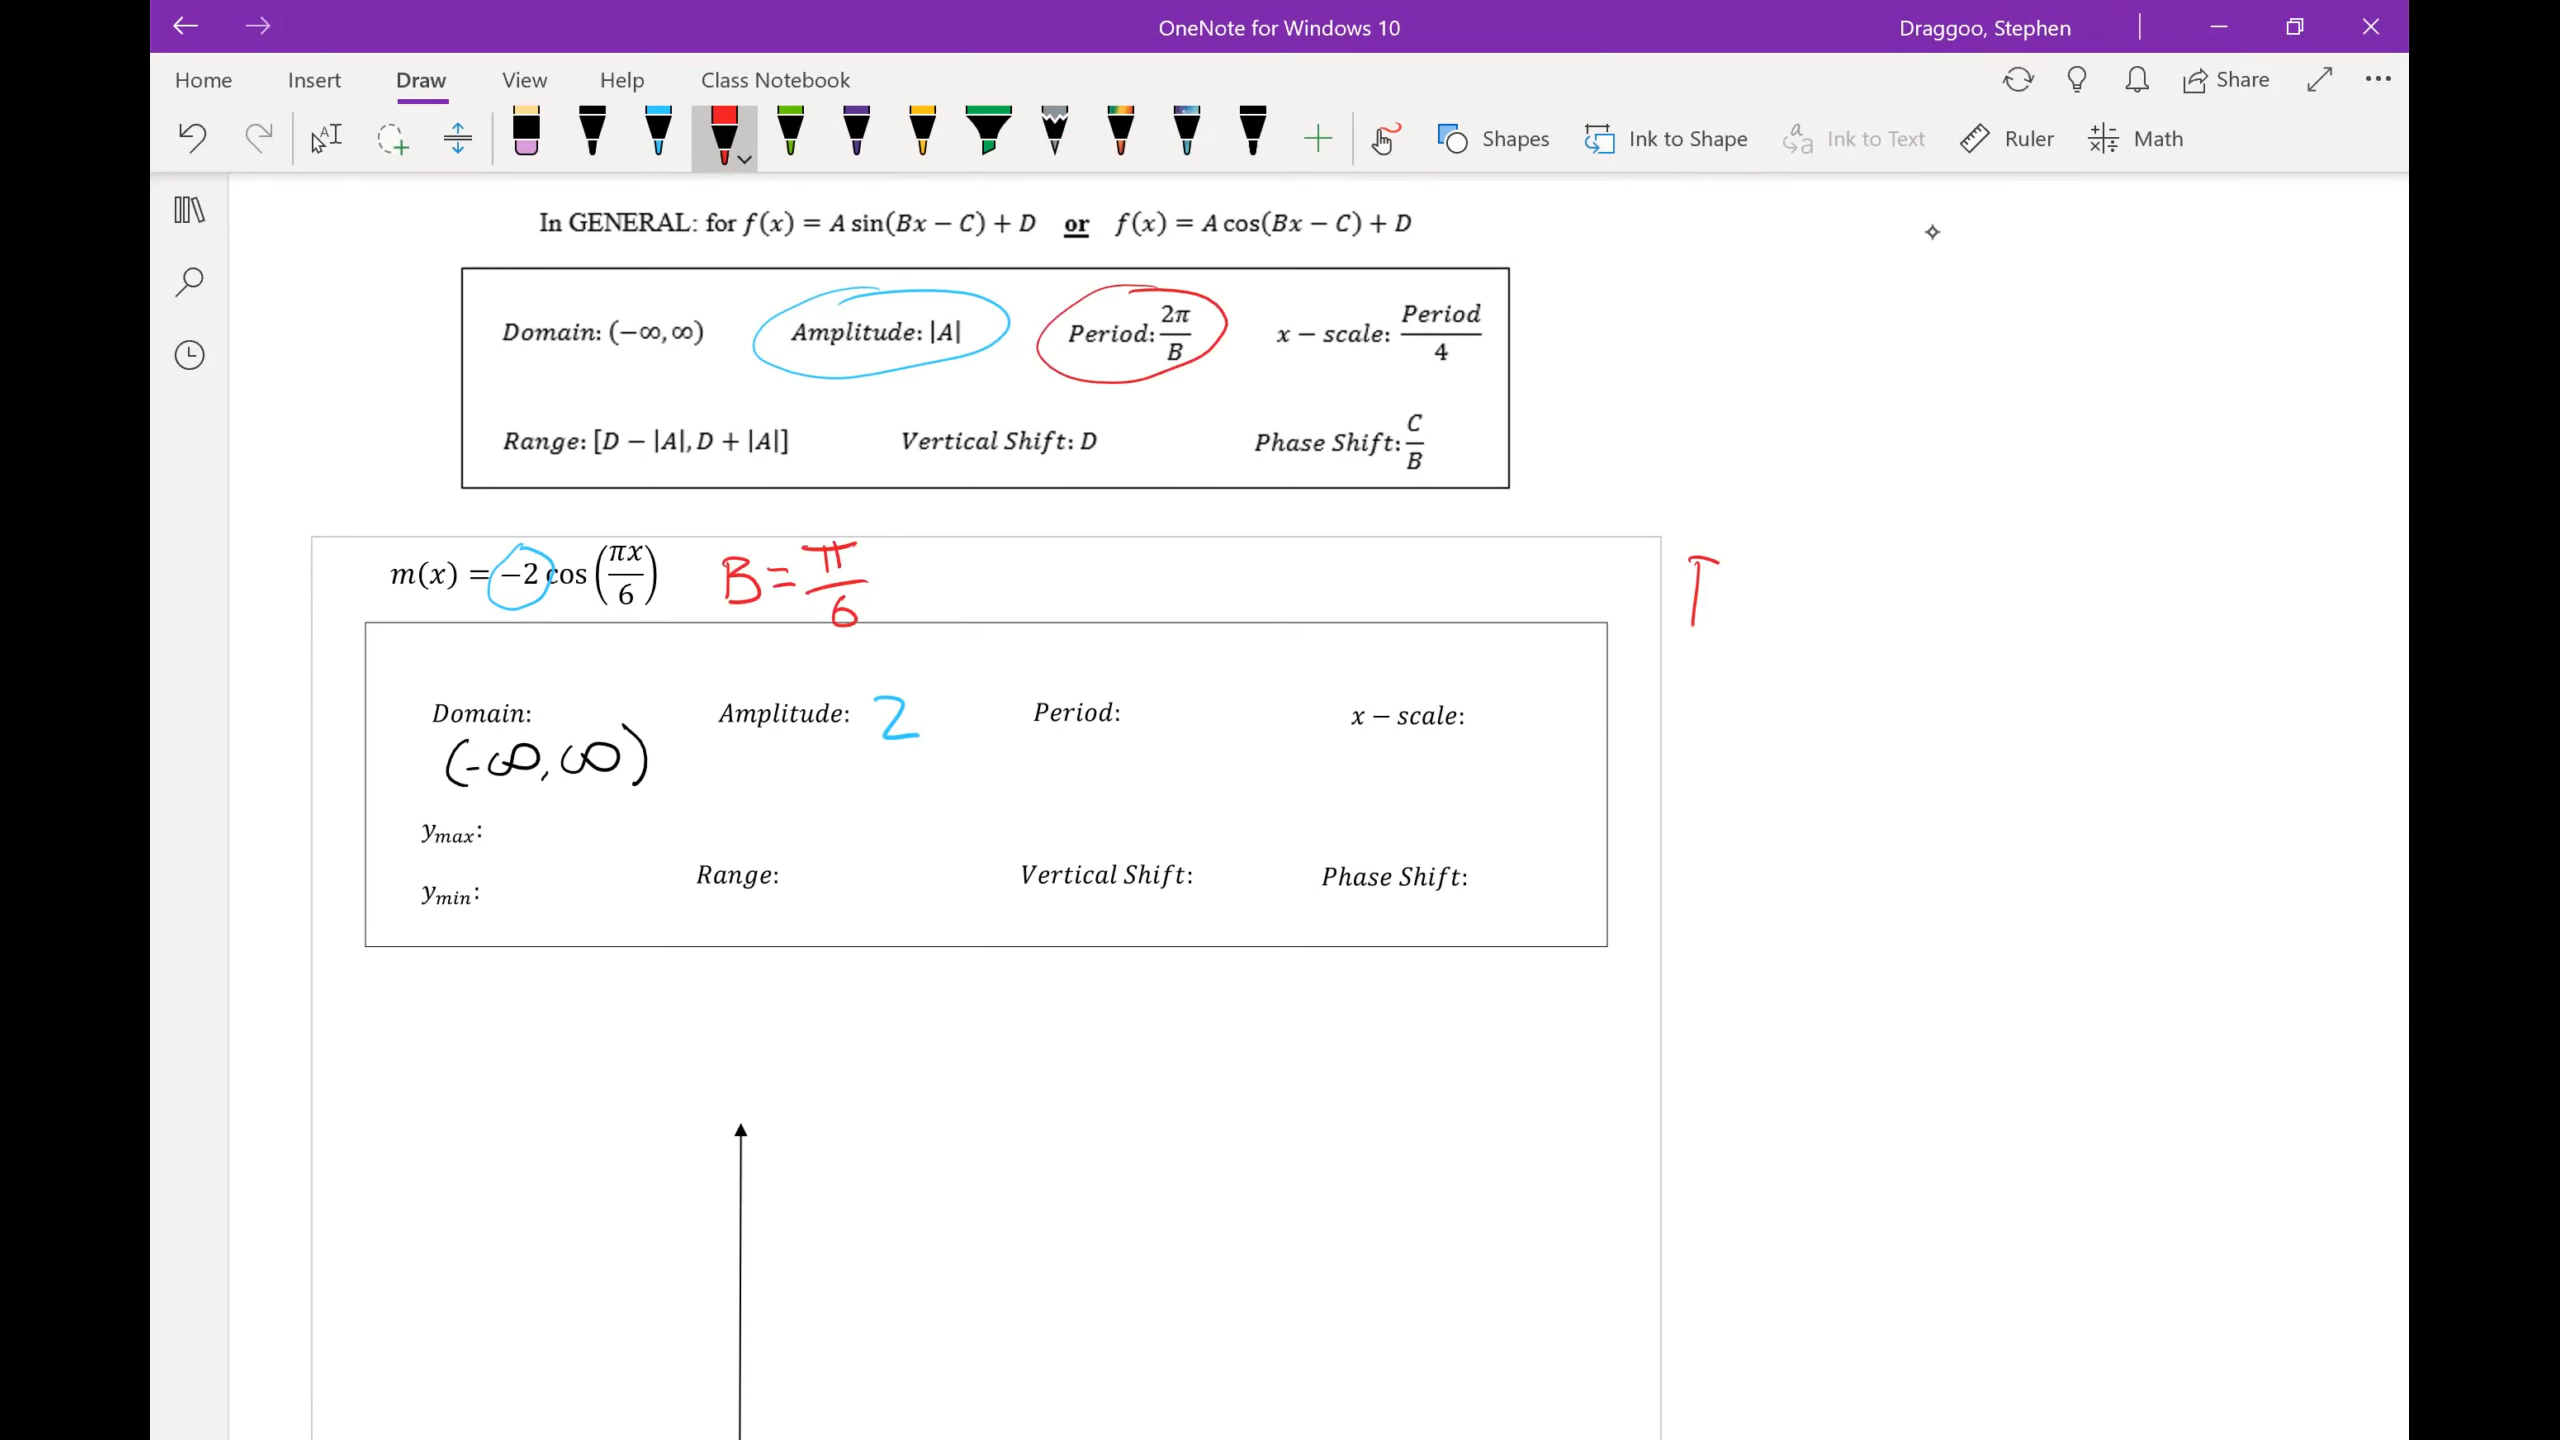 OneNote for Windows 10
Draggoo, Stephen
Home Insert Draw View Help Class Notebook Share
Shapes Ink to Shape Ink to Text Ruler Math
In GENERAL: for f(x) = A sin(Bx − C) + D or f(x) = A cos(Bx − C) + D
Domain: (−∞, ∞) Amplitude: |A| Period: 2π/B x − scale: Period/4
Range: [D − |A|, D + |A|] Vertical Shift: D Phase Shift: C/B
m(x) = −2 cos(πx/6) B = π/6
Domain: Amplitude: 2 Period: x − scale:
(-∞, ∞)
y_max:
Range: Vertical Shift: Phase Shift:
y_min: